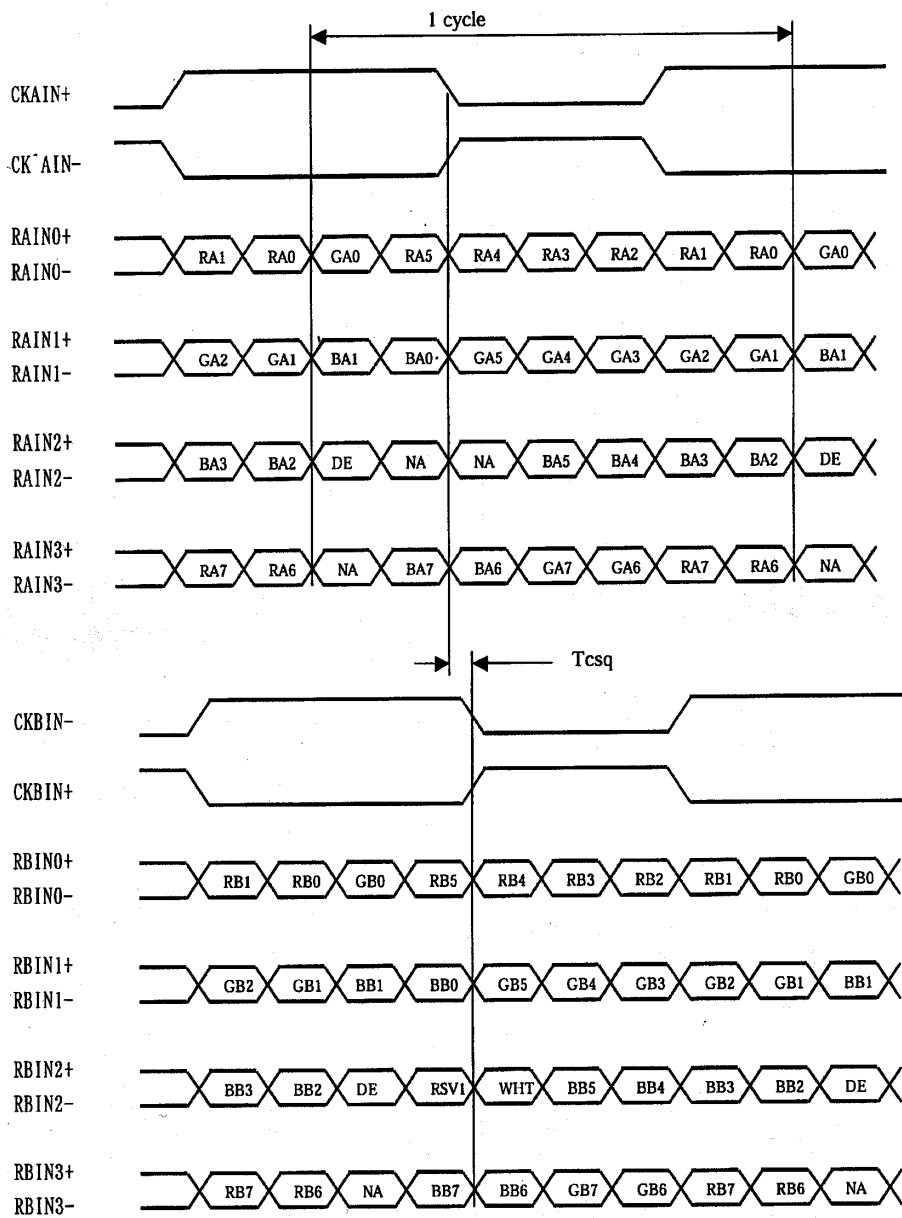 1 cycle
CKAIN+
CK AIN-
RAIN0+
RA1 RA0 GA0 RA5 RA4 RA3 RA2 RA1 RA0 GA0
RAIN0-
RAIN1+
GA2 GA1 BA1 BA0 GA5 GA4 GA3 GA2 GA1 BA1
RAIN1-
RAIN2+
BA3 BA2 DE NA NA BA5 BA4 BA3 BA2 DE
RAIN2-
RAIN3+
RA7 RA6 NA BA7 BA6 GA7 GA6 RA7 RA6 NA
RAIN3-
Tcsq
CKBIN-
CKBIN+
RBIN0+
RB1 RB0 GB0 RB5 RB4 RB3 RB2 RB1 RB0 GB0
RBIN0-
RBIN1+
GB2 GB1 BB1 BB0 GB5 GB4 GB3 GB2 GB1 BB1
RBIN1-
RBIN2+
BB3 BB2 DE RSV1 WHT BB5 BB4 BB3 BB2 DE
RBIN2-
RBIN3+
RB7 RB6 NA BB7 BB6 GB7 GB6 RB7 RB6 NA
RBIN3-